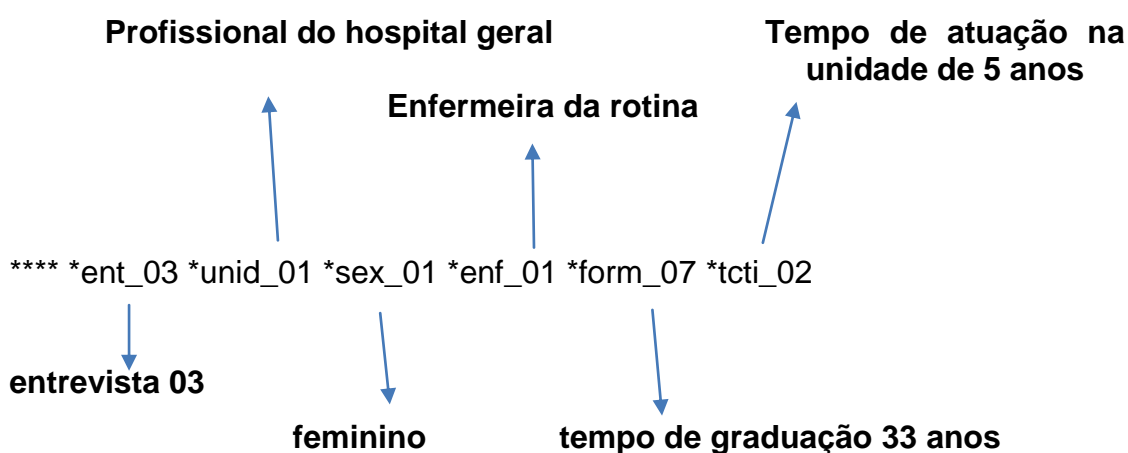 Profissional do hospital geral
Tempo de atuação na
unidade de 5 anos
Enfermeira da rotina
**** *ent_03 *unid_01 *sex_01 *enf_01 *form_07 *tcti_02
entrevista 03
feminino
tempo de graduação 33 anos